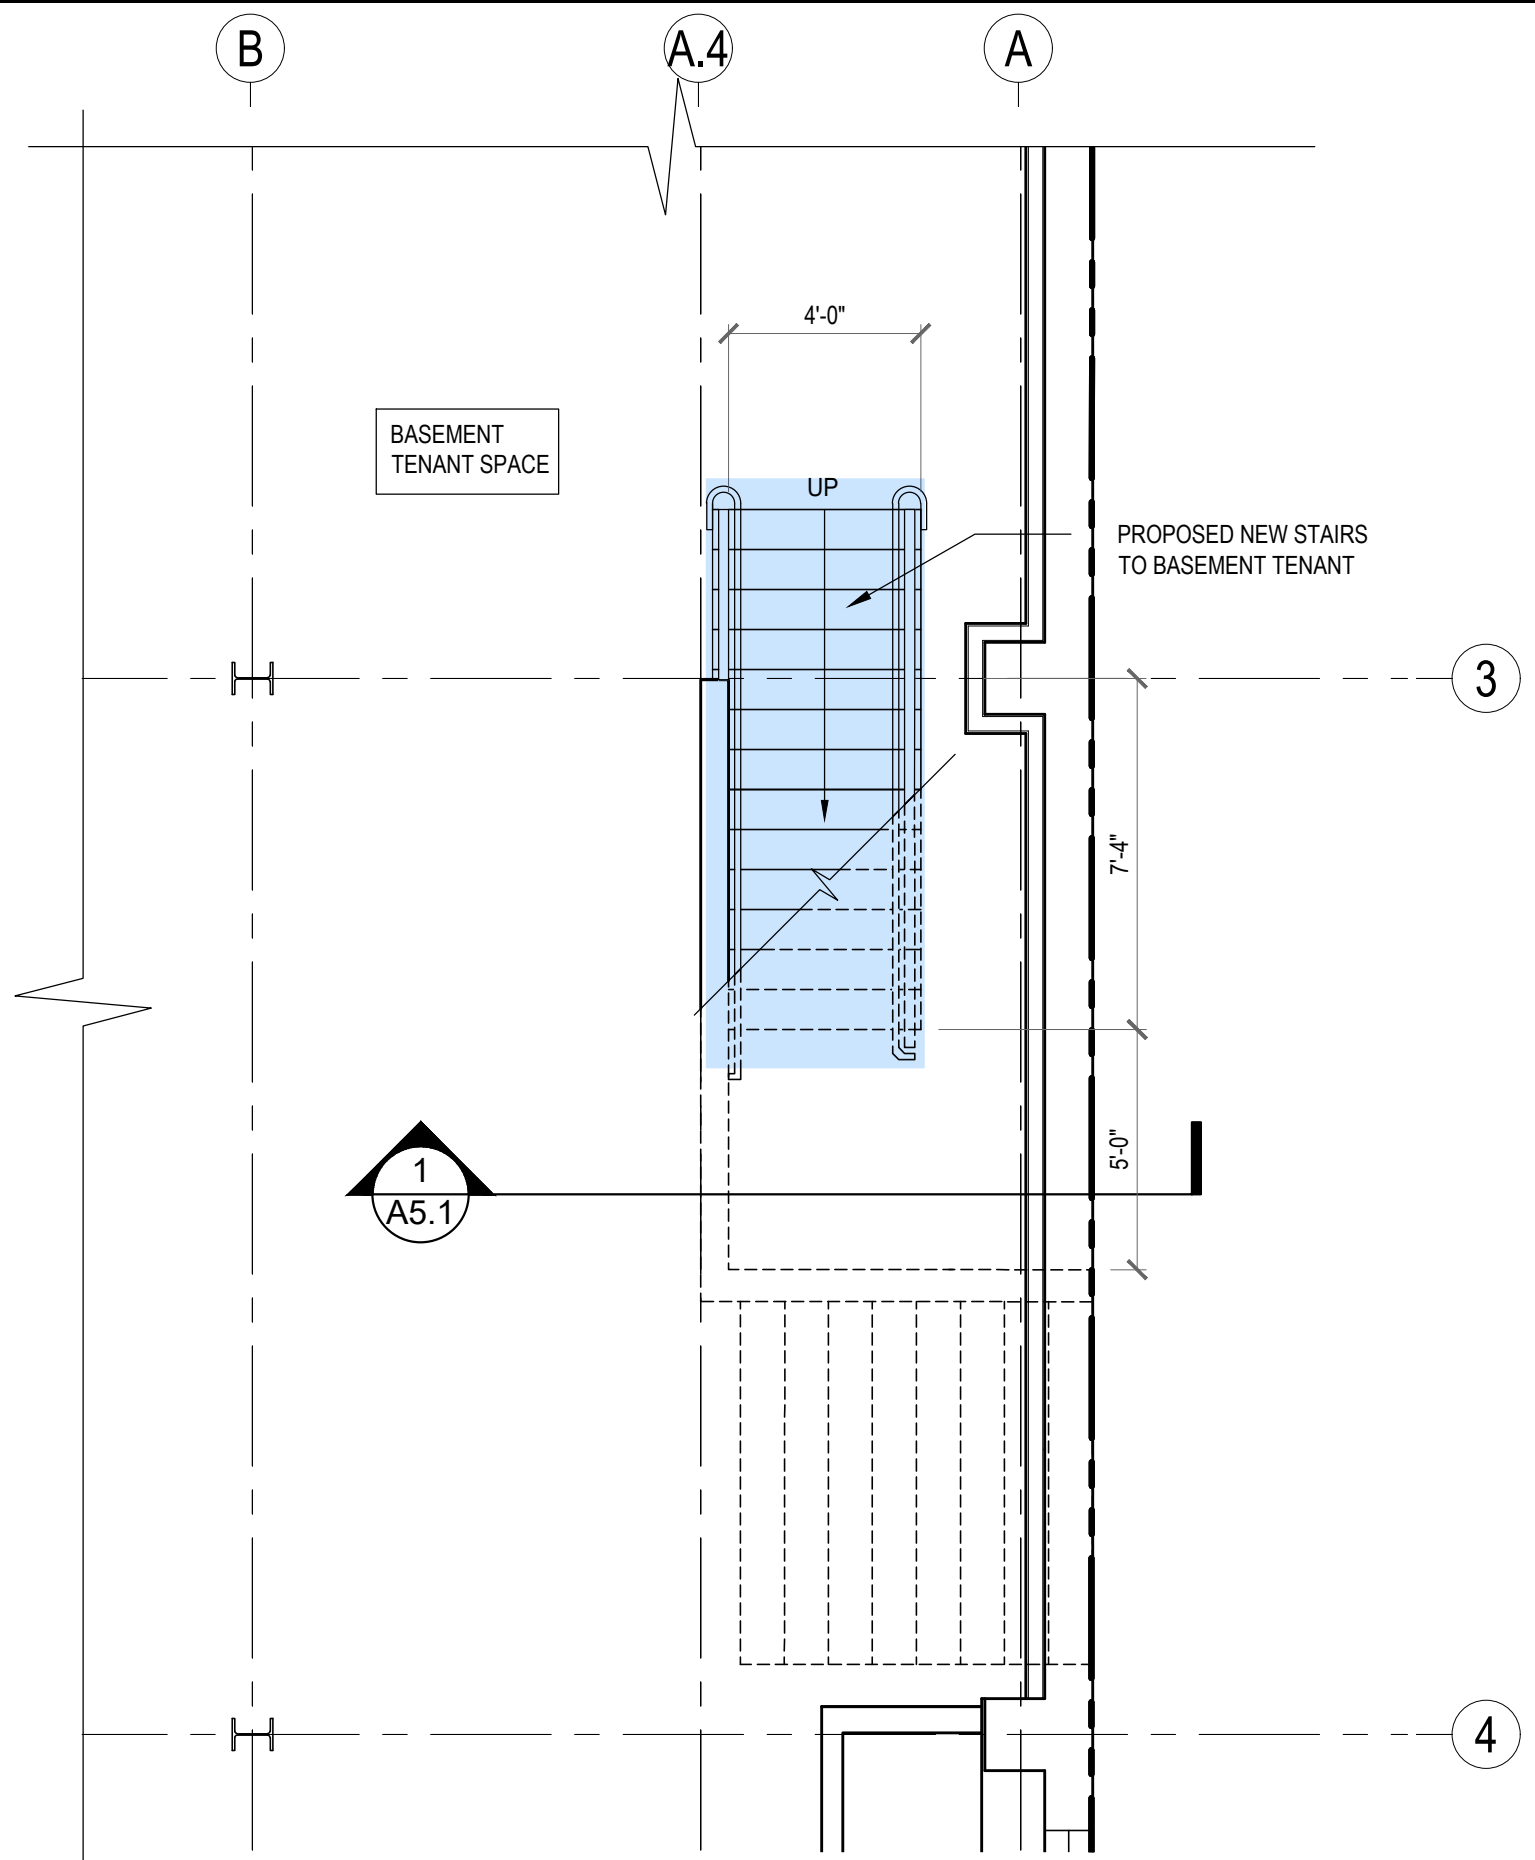 B
A.4
A
4'-0"
BASEMENT
TENANT SPACE
UP
PROPOSED NEW STAIRS
TO BASEMENT TENANT
3
7'-4"
5'-0"
1
A5.1
4